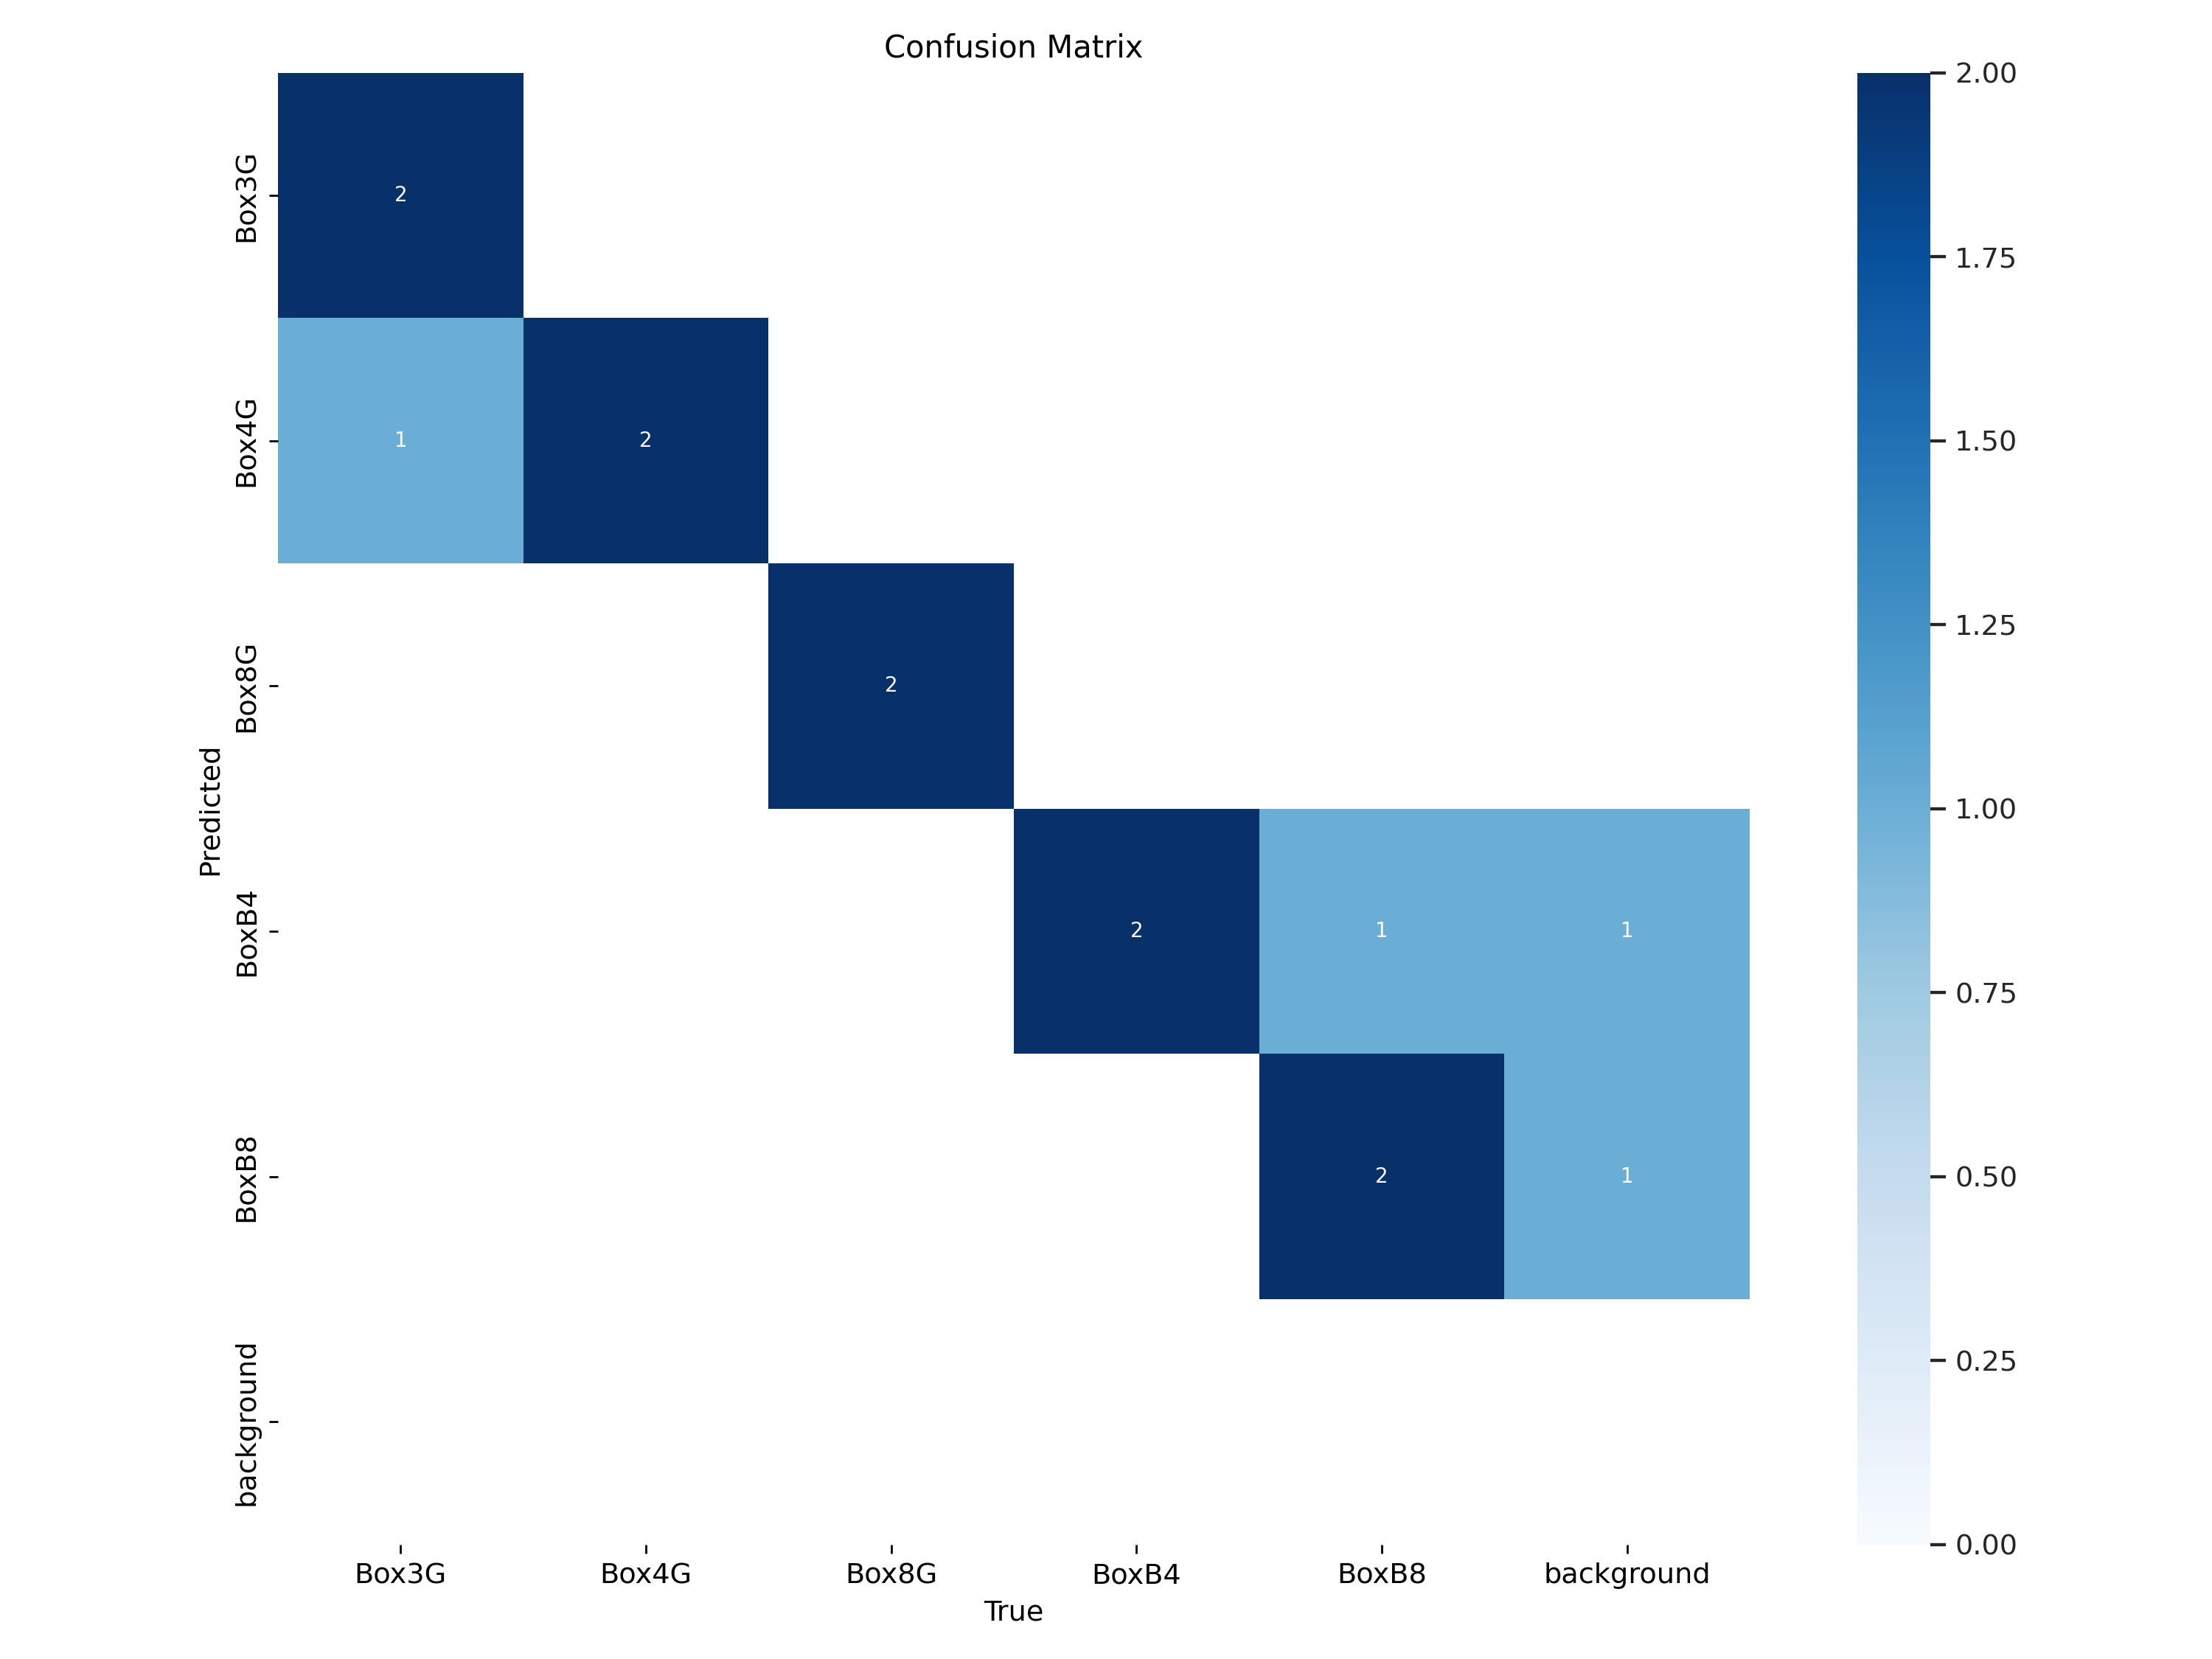 Confusion Matrix
Predicted
Box3G
2
Box4G
1 2
Box8G
2
BoxB4
2 1 1
BoxB8
2 1
background
Box3G Box4G Box8G BoxB4 BoxB8 background
True
2.00
1.75
1.50
1.25
1.00
0.75
0.50
0.25
0.00